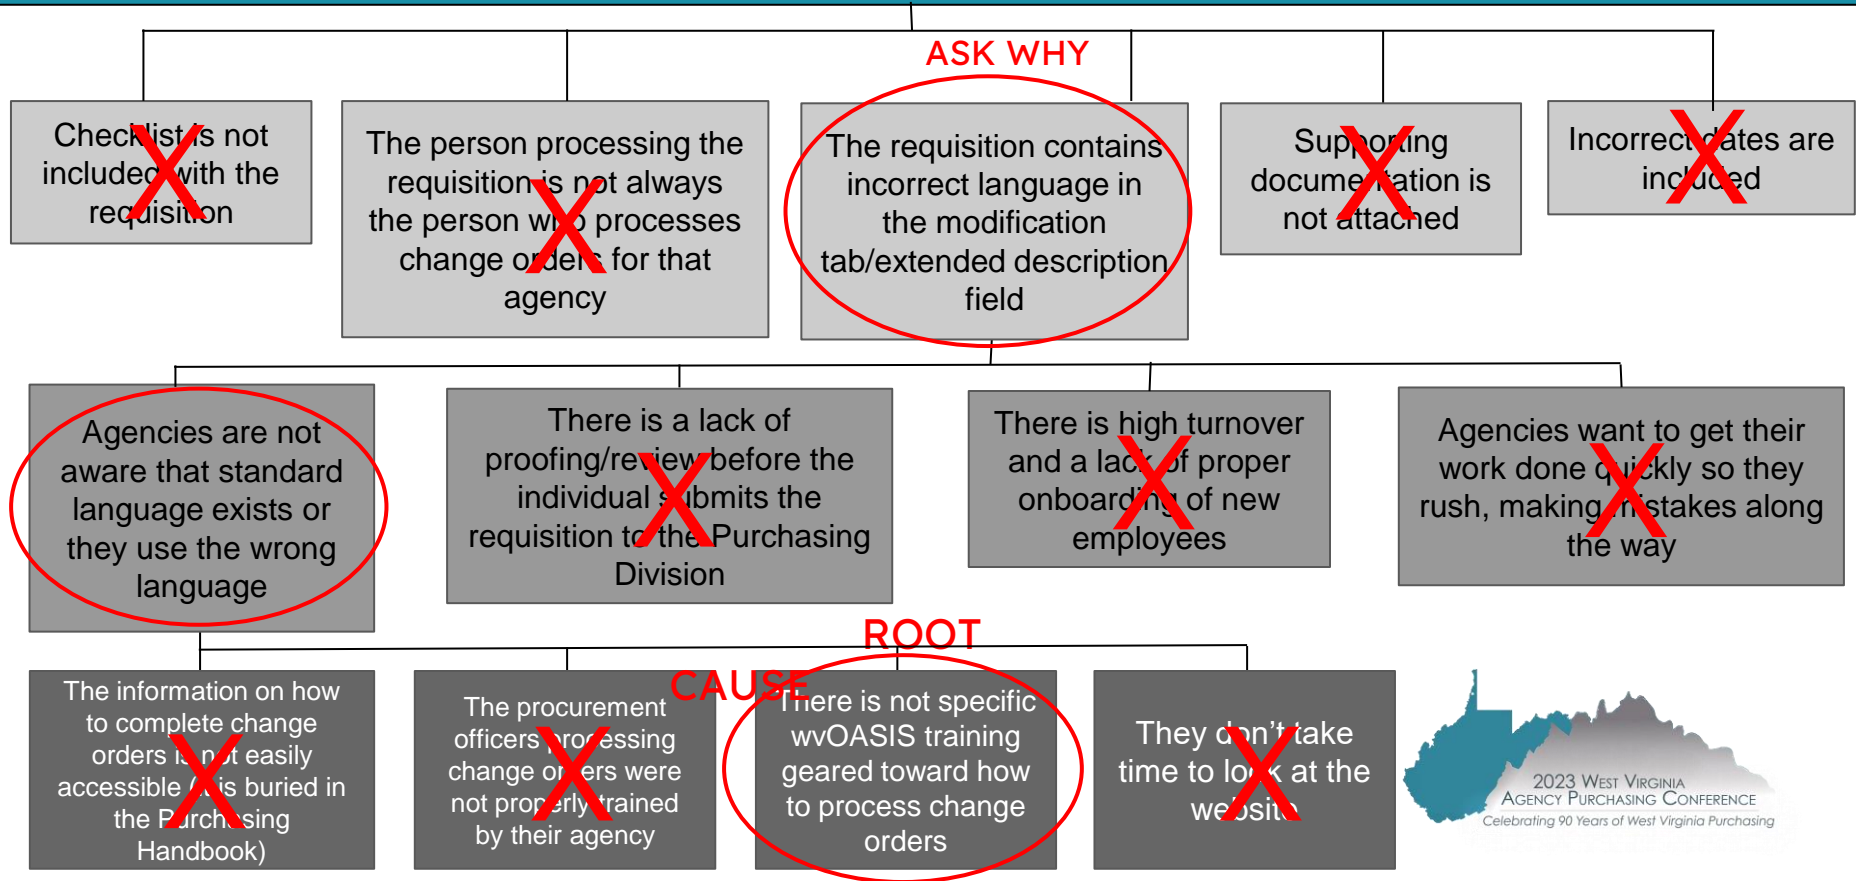 ASK WHY
Checklist is not
included with the
requisition
The person processing the
requisition is not always
the person who processes
change orders for that
agency
The requisition contains
incorrect language in
the modification
tab/extended description
field
Supporting
documentation is
not attached
Incorrect dates are
included
X
X
X
X
Agencies are not
aware that standard
language exists or
they use the wrong
language
There is a lack of
proofing/review before the
individual submits the
requisition to the Purchasing
Division
There is high turnover
and a lack of proper
onboarding of new
employees
Agencies want to get their
work done quickly so they
rush, making mistakes along
the way
X
X
X
ROOT
CAUSE
The information on how
to complete change
orders is not easily
accessible (it is buried in
the Purchasing
Handbook)
The procurement
officers processing
change orders were
not properly trained
by their agency
There is not specific
wvOASIS training
geared toward how
to process change
orders
They don't take
time to look at the
website
X
X
X
2023 WEST VIRGINIA
AGENCY PURCHASING CONFERENCE
Celebrating 90 Years of West Virginia Purchasing